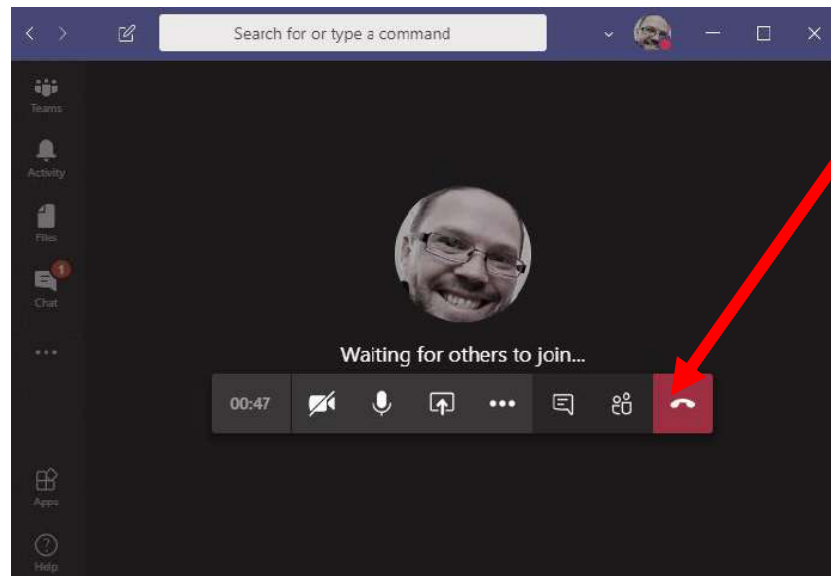 Search for or type a command
Teams
Activity
Files
1
Chat
Waiting for others to join...
00:47
Apps
Help